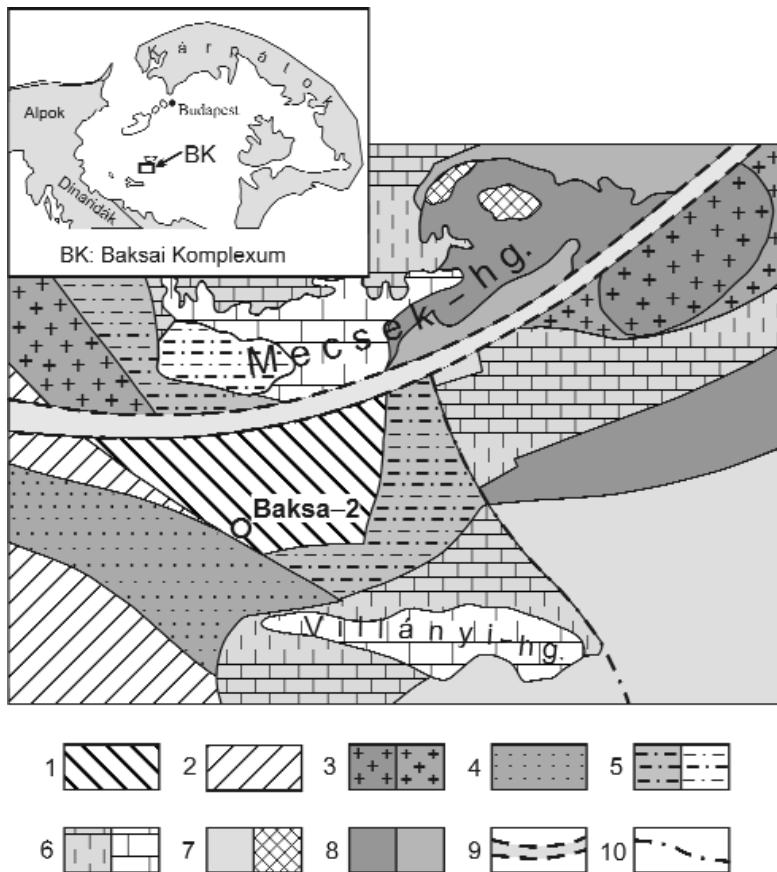 Kárpátok
Alpok
Budapest
BK
Dinaridák
BK: Baksai Komplexum
Mecsek–hg.
Baksa–2
Villányi–hg.
1 2 3 4 5
6 7 8 9 10